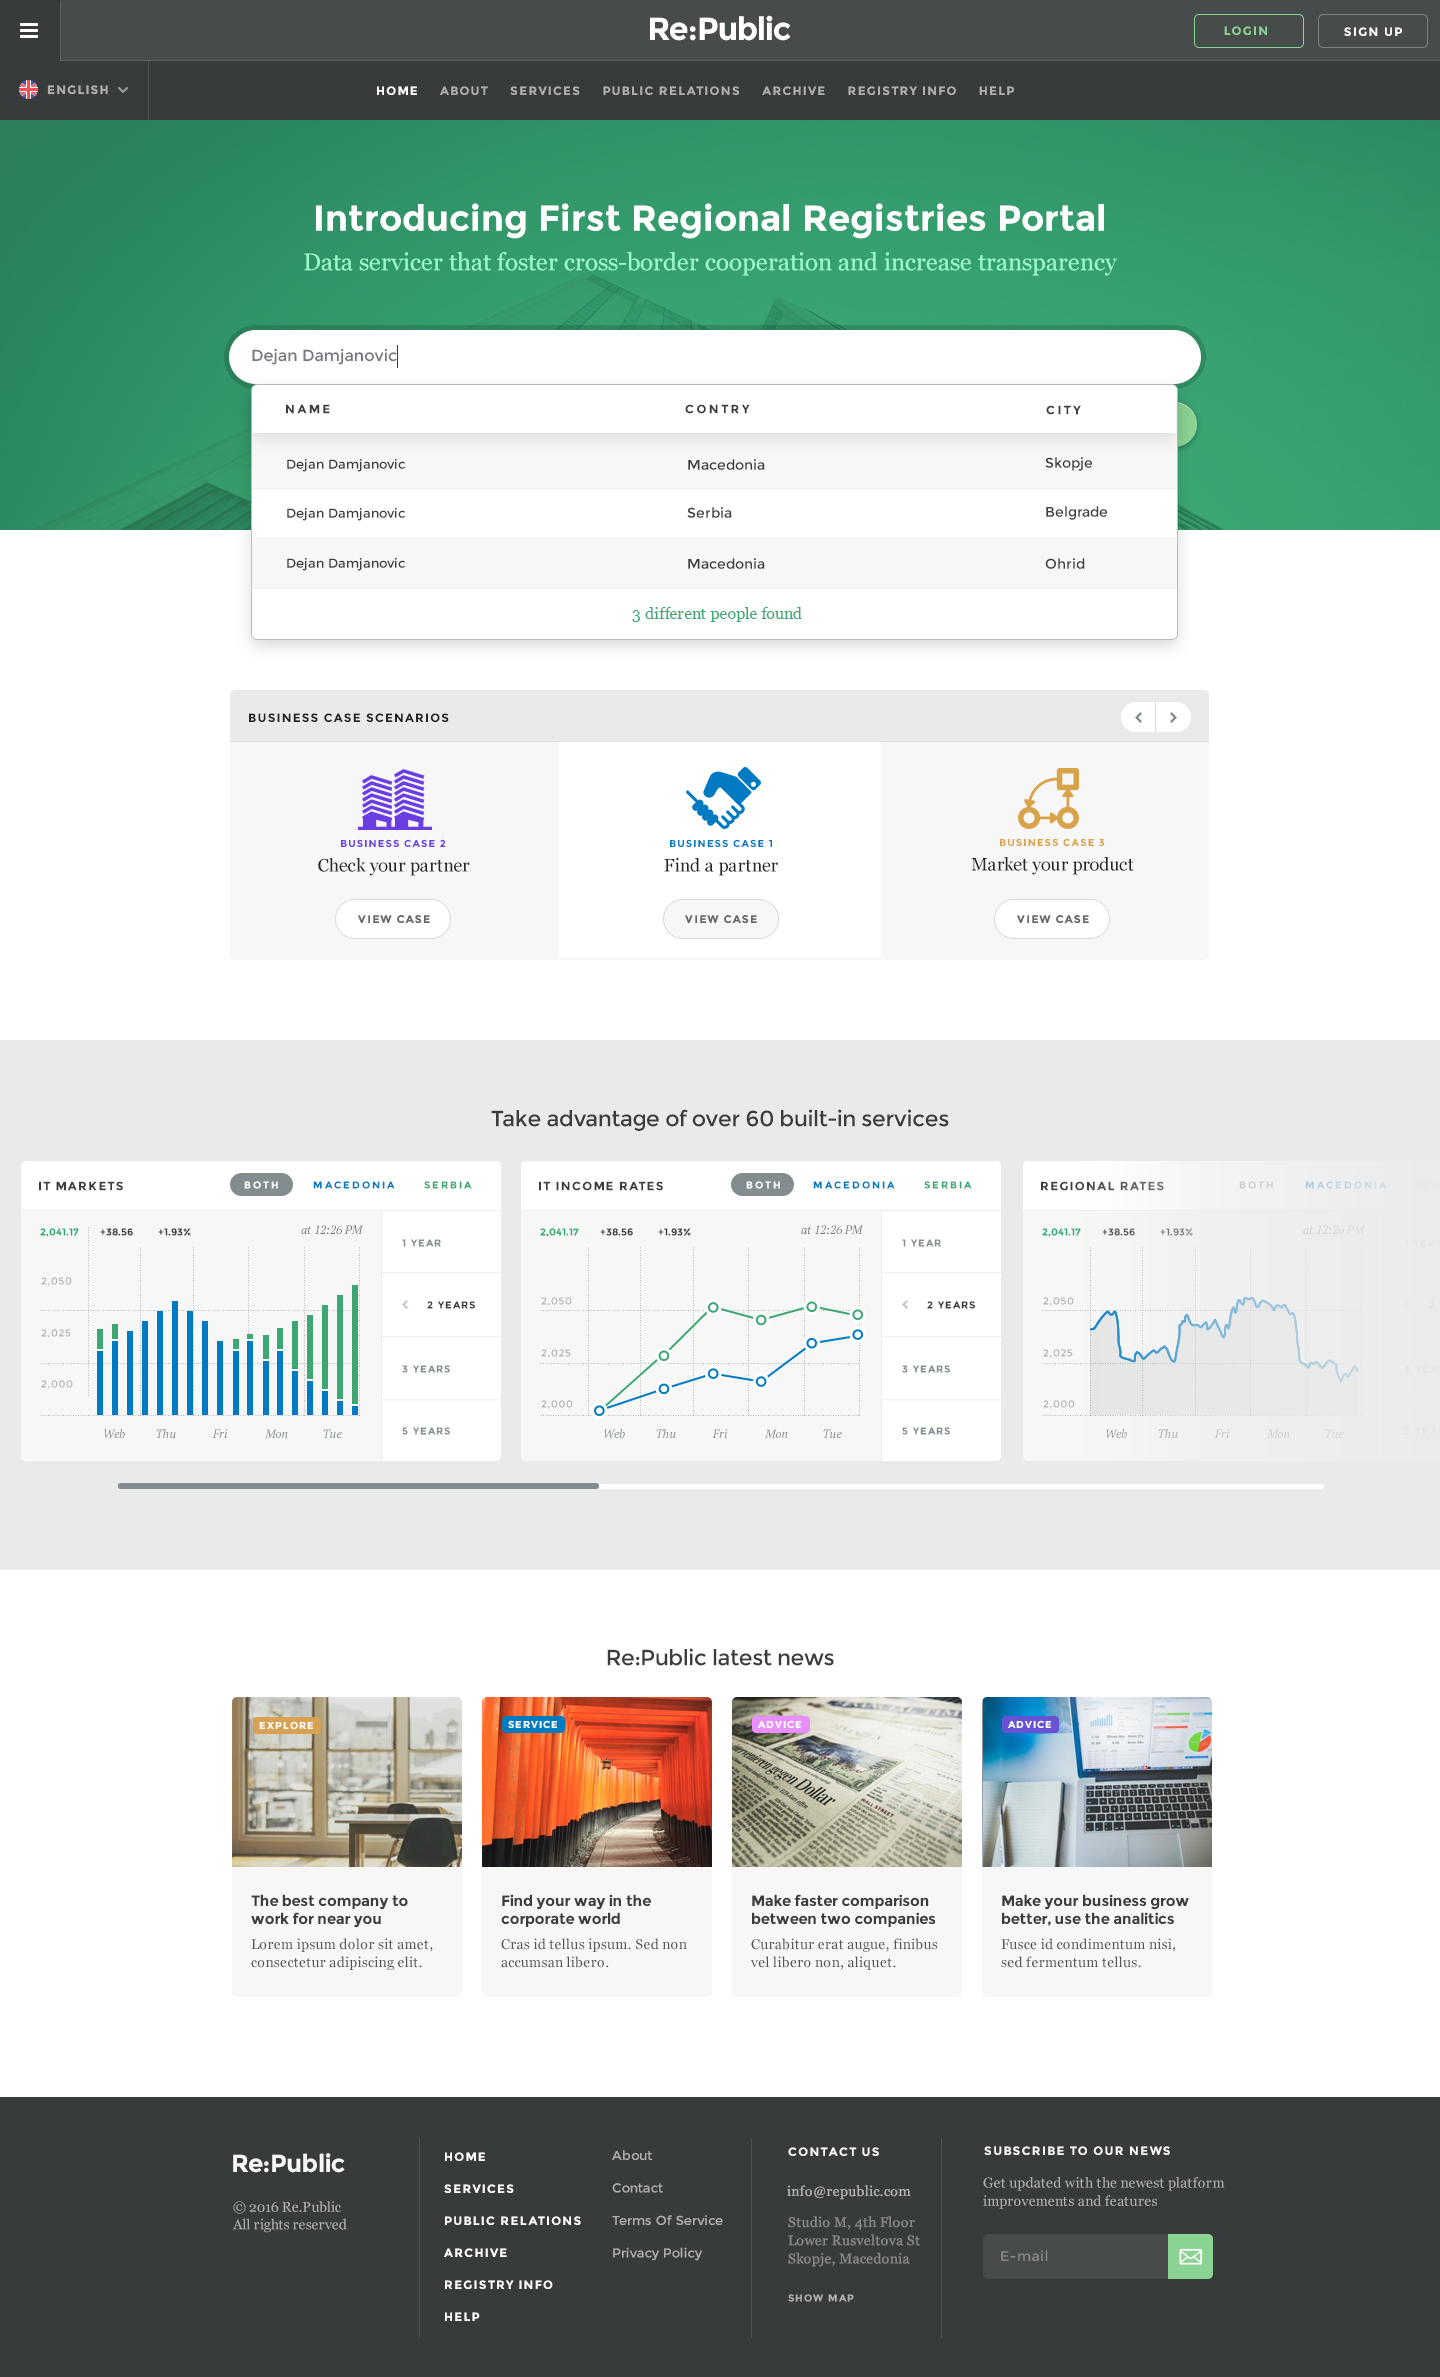 Re:Public
LOGIN
SIGN UP
ENGLISH
HOME ABOUT SERVICES PUBLIC RELATIONS ARCHIVE REGISTRY INFO HELP
Introducing First Regional Registries Portal
Data servicer that foster cross-border cooperation and increase transparency
Dejan Damjanovic
NAME CONTRY CITY
Dejan Damjanovic Macedonia Skopje
Dejan Damjanovic Serbia Belgrade
Dejan Damjanovic Macedonia Ohrid
3 different people found
BUSINESS CASE SCENARIOS
BUSINESS CASE 2
Check your partner
VIEW CASE
BUSINESS CASE 1
Find a partner
VIEW CASE
BUSINESS CASE 3
Market your product
VIEW CASE
Take advantage of over 60 built-in services
IT MARKETS BOTH MACEDONIA SERBIA
2,041.17 +38.56 +1.93% at 12:26 PM
2,050
2,025
2,000
Web Thu Fri Mon Tue
1 YEAR
2 YEARS
3 YEARS
5 YEARS
IT INCOME RATES BOTH MACEDONIA SERBIA
2,041.17 +38.56 +1.93% at 12:26 PM
2,050
2,025
2,000
Web Thu Fri Mon Tue
1 YEAR
2 YEARS
3 YEARS
5 YEARS
REGIONAL RATES BOTH MACEDONIA
2,041.17 +38.56 +1.93% at 12:26 PM
2,050
2,025
2,000
Web Thu Fri Mon Tue
Re:Public latest news
EXPLORE
The best company to
work for near you
Lorem ipsum dolor sit amet,
consectetur adipiscing elit.
SERVICE
Find your way in the
corporate world
Cras id tellus ipsum. Sed non
accumsan libero.
ADVICE
gegen Dollar
WALL STREET
Make faster comparison
between two companies
Curabitur erat augue, finibus
vel libero non, aliquet.
ADVICE
Make your business grow
better, use the analitics
Fusce id condimentum nisi,
sed fermentum tellus.
Re:Public
© 2016 Re.Public
All rights reserved
HOME
SERVICES
PUBLIC RELATIONS
ARCHIVE
REGISTRY INFO
HELP
About
Contact
Terms Of Service
Privacy Policy
CONTACT US
info@republic.com
Studio M, 4th Floor
Lower Rusveltova St
Skopje, Macedonia
SHOW MAP
SUBSCRIBE TO OUR NEWS
Get updated with the newest platform
improvements and features
E-mail